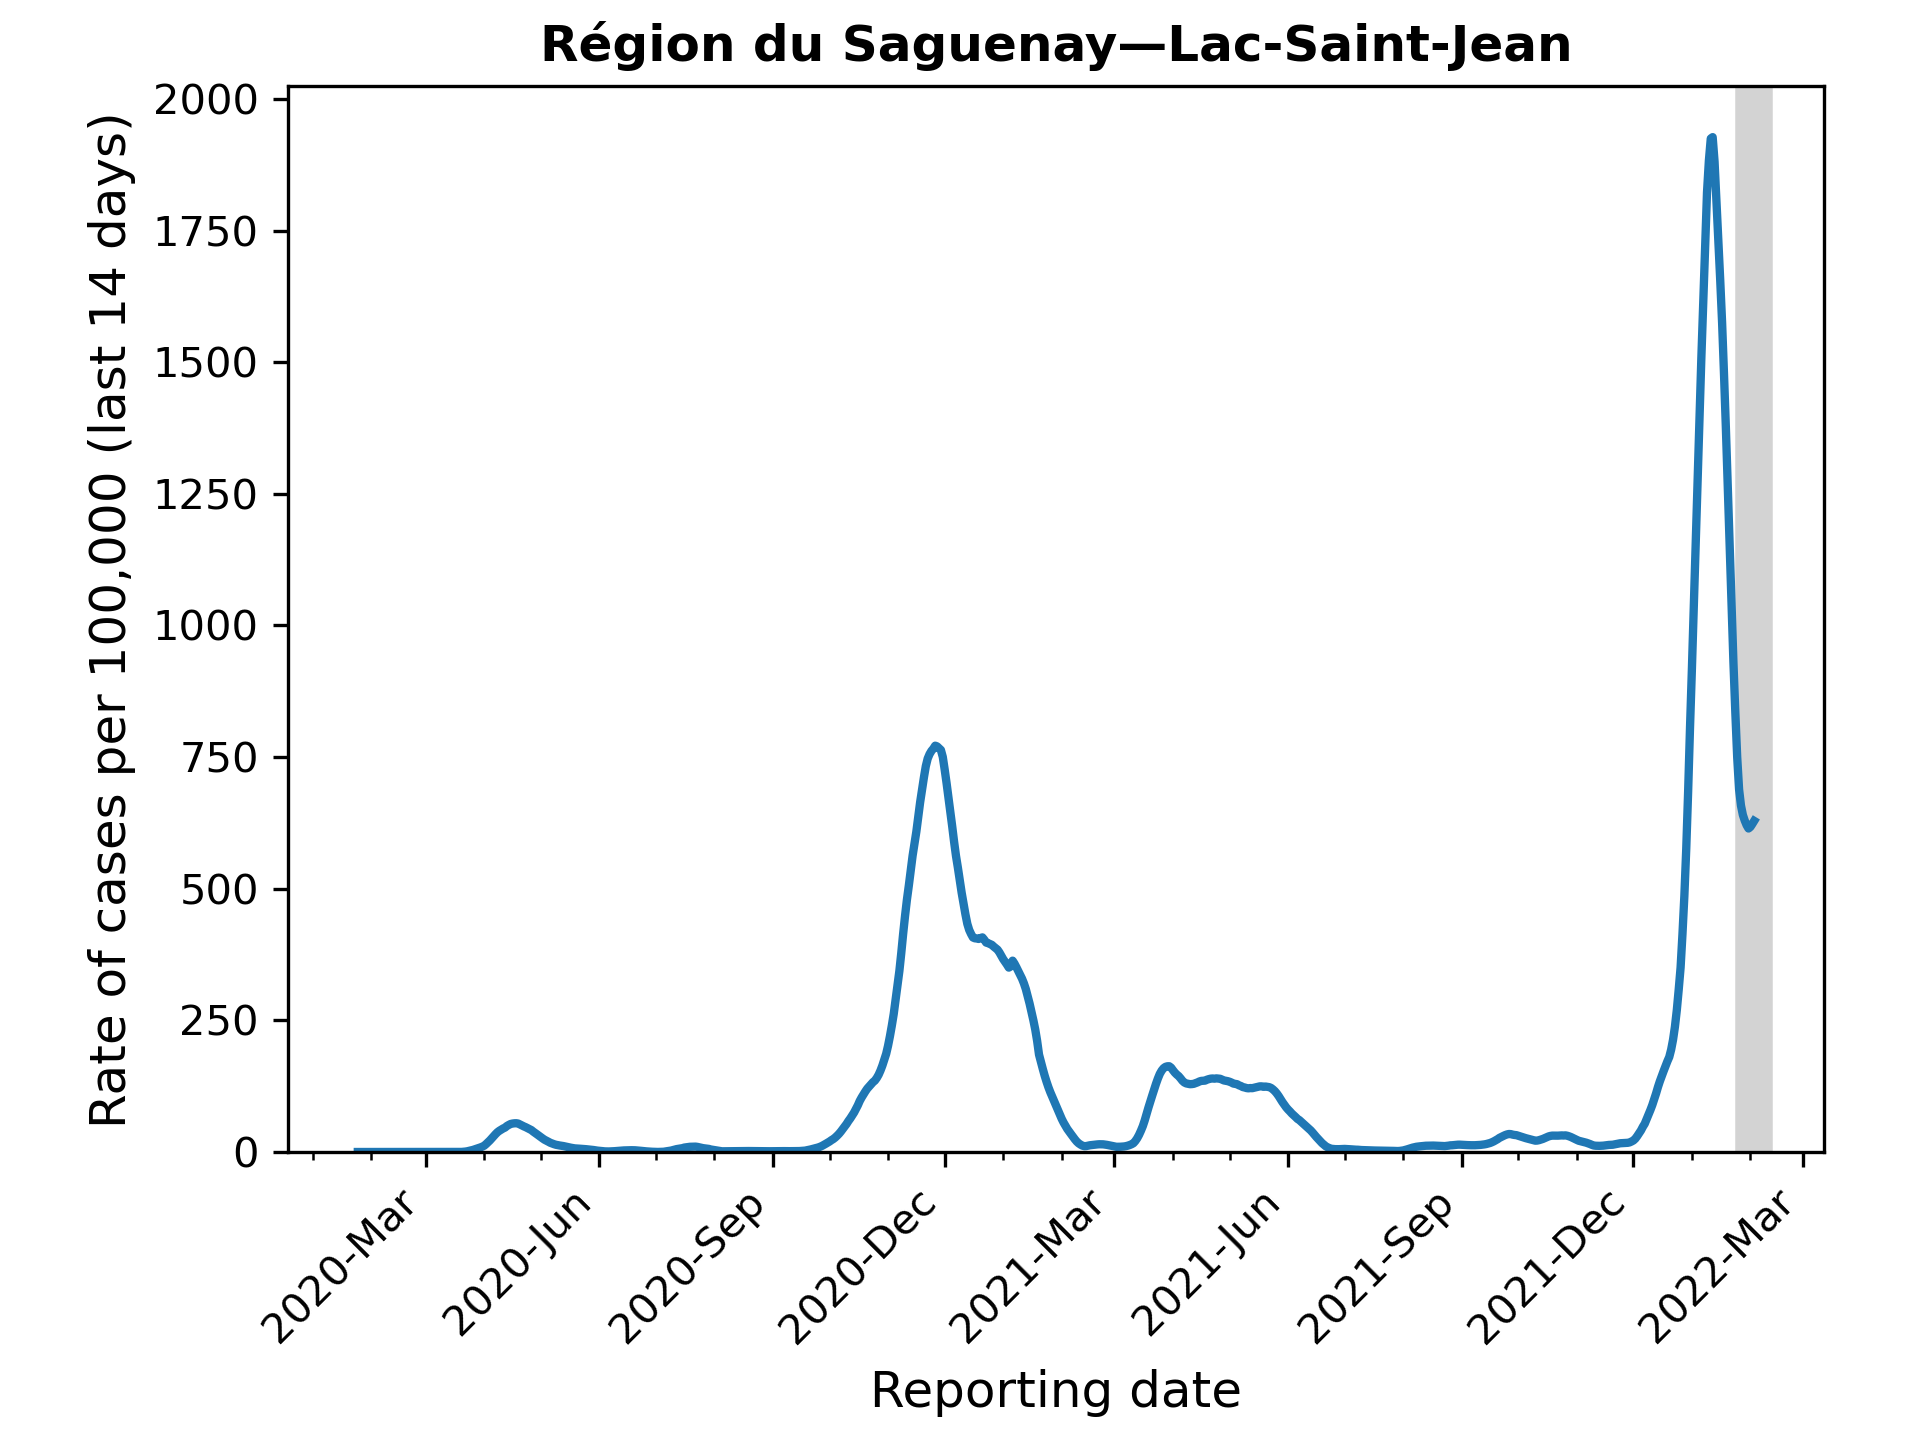 Région du Saguenay—Lac-Saint-Jean
Rate of cases per 100,000 (last 14 days)
2000
1750
1500
1250
1000
750
500
250
0
2020-Mar
2020-Jun
2020-Sep
2020-Dec
2021-Mar
2021-Jun
2021-Sep
2021-Dec
2022-Mar
Reporting date